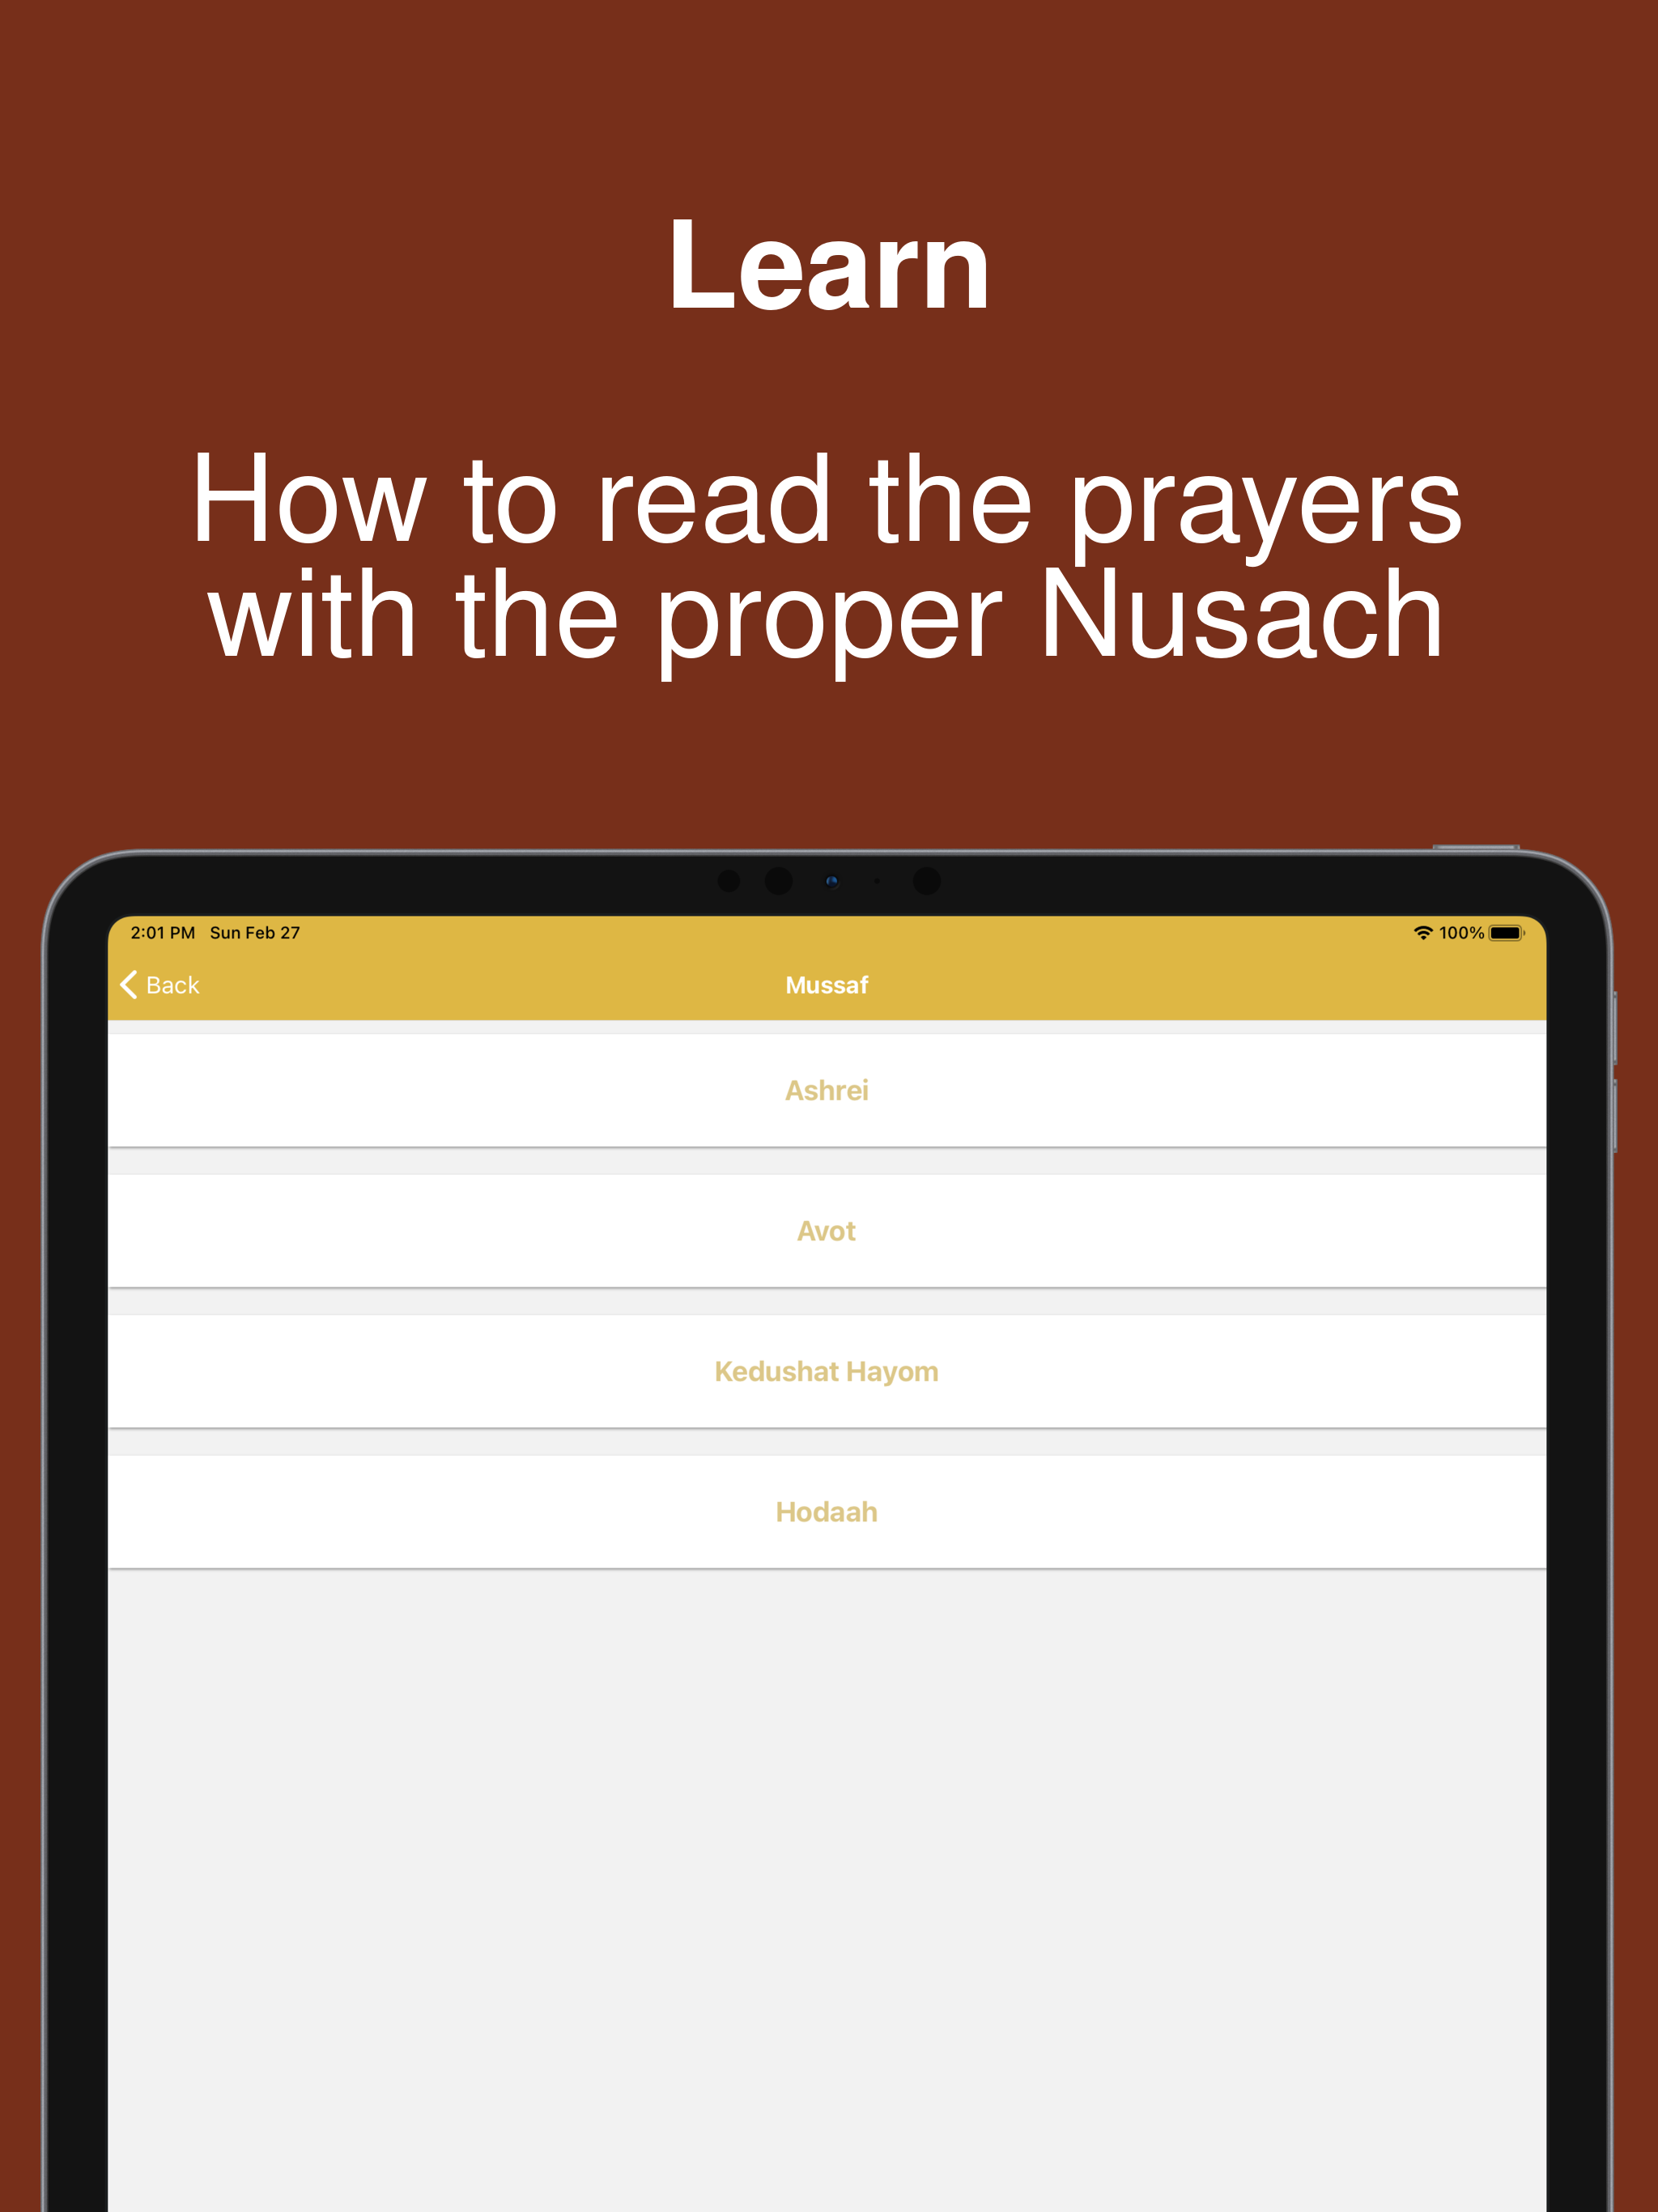 Learn
How to read the prayers
with the proper Nusach
2:01 PM Sun Feb 27
100%
Back
Mussaf
Ashrei
Avot
Kedushat Hayom
Hodaah